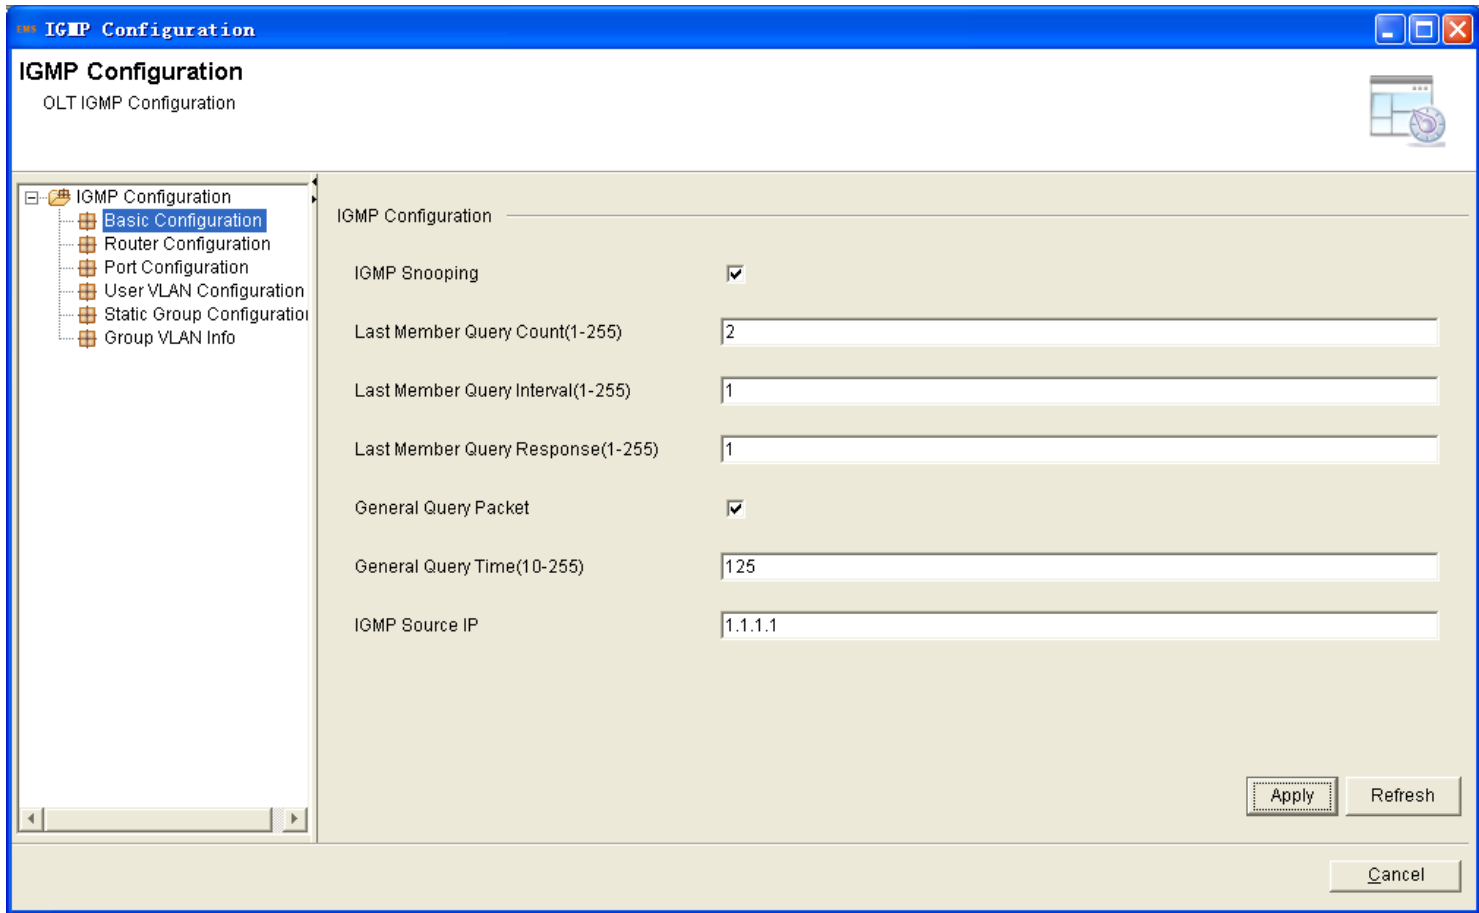 EMS IGMP Configuration
IGMP Configuration
OLT IGMP Configuration
IGMP Configuration
Basic Configuration
Router Configuration
Port Configuration
User VLAN Configuration
Static Group Configuration
Group VLAN Info
IGMP Configuration
IGMP Snooping
Last Member Query Count(1-255) 2
Last Member Query Interval(1-255) 1
Last Member Query Response(1-255) 1
General Query Packet
General Query Time(10-255) 125
IGMP Source IP 1.1.1.1
Apply Refresh
Cancel